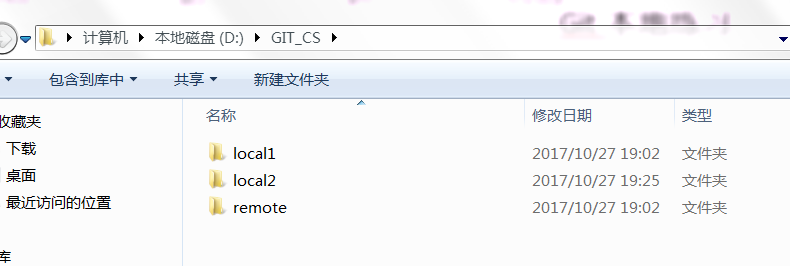 计算机 本地磁盘 (D:) GIT_CS
包含到库中 共享 新建文件夹
名称 修改日期 类型
收藏夹
下载
桌面
最近访问的位置
库
local1 2017/10/27 19:02 文件夹
local2 2017/10/27 19:25 文件夹
remote 2017/10/27 19:02 文件夹